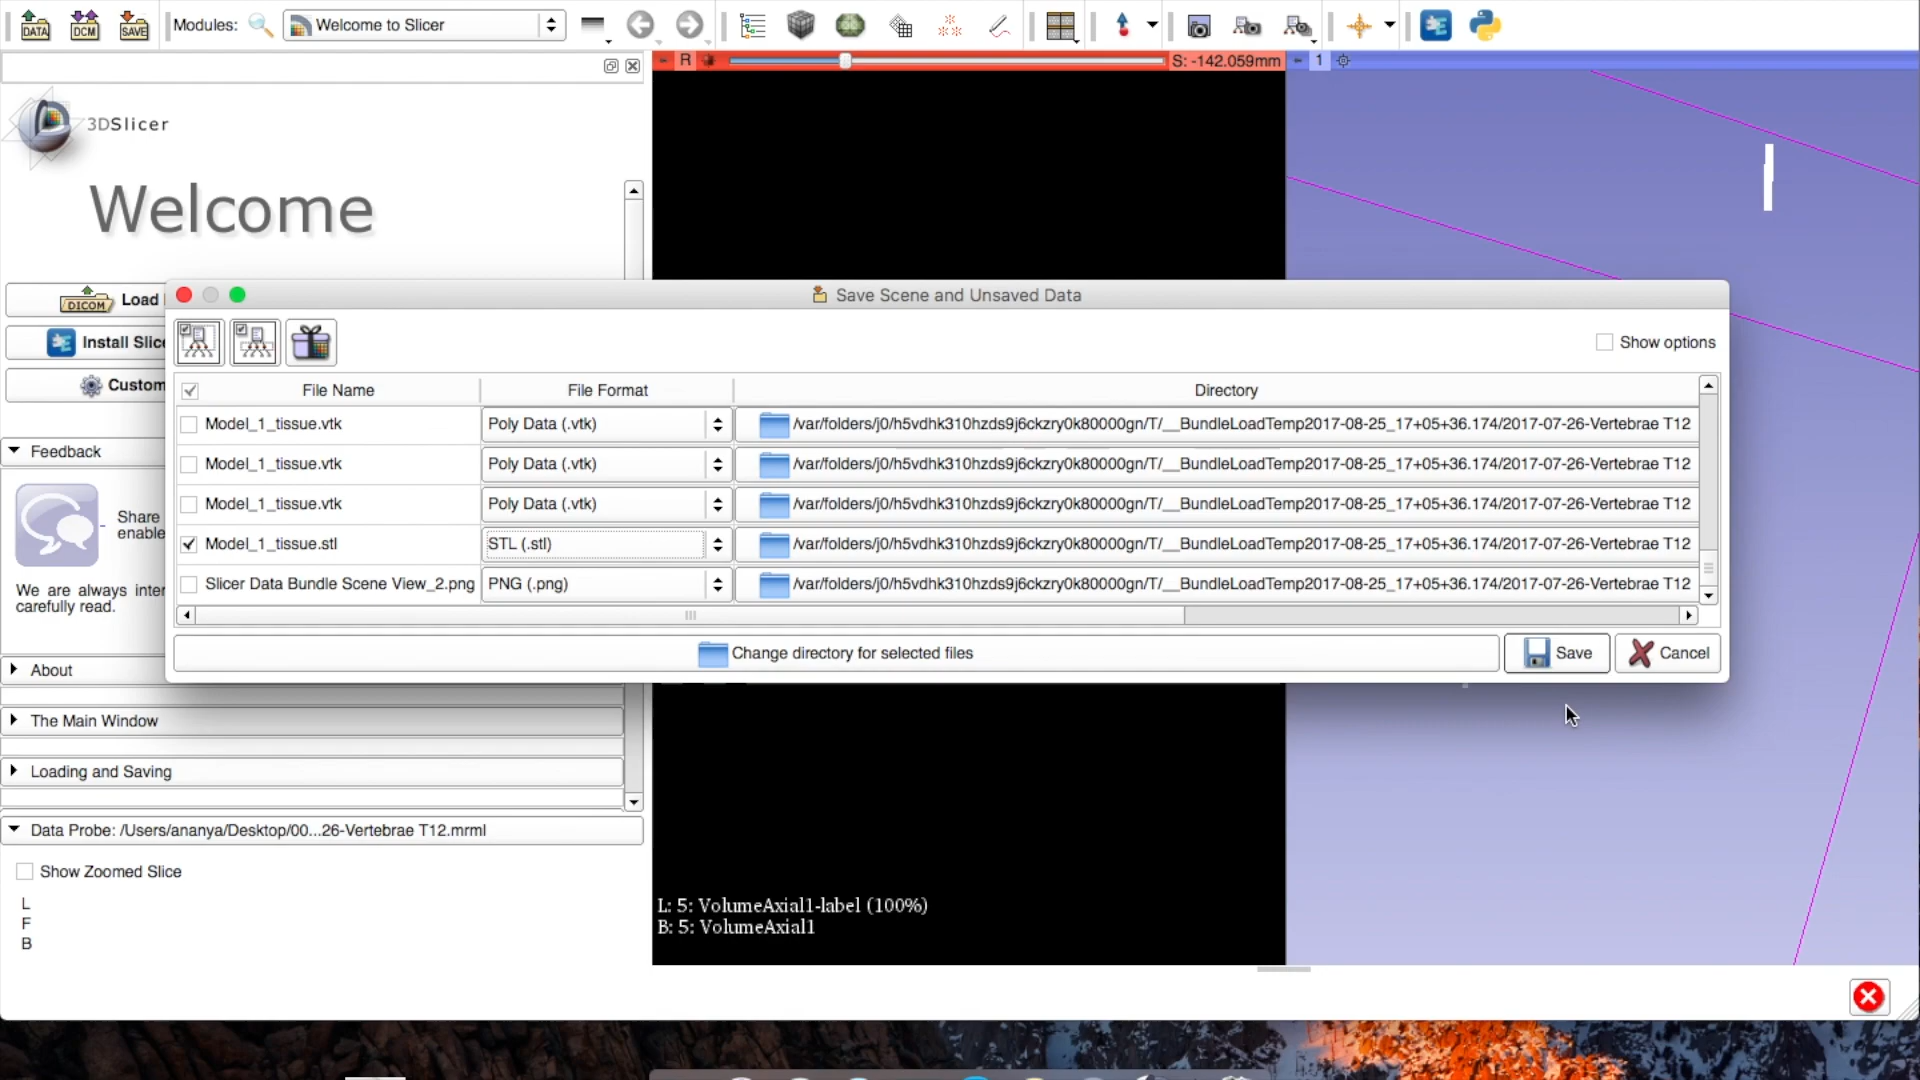 DATA
DCM
SAVE
Modules:
Welcome to Slicer
R
S: -142.059mm
1
3DSlicer
Welcome
DICOM
Load
Install Slice
Custom
Feedback
Share
enable
We are always inter
carefully read.
About
The Main Window
Loading and Saving
Data Probe: /Users/ananya/Desktop/00...26-Vertebrae T12.mrml
Show Zoomed Slice
L
F
B
Save Scene and Unsaved Data
Show options
File Name File Format Directory
Model_1_tissue.vtk Poly Data (.vtk) /var/folders/j0/h5vdhk310hzds9j6ckzry0k80000gn/T/__BundleLoadTemp2017-08-25_17+05+36.174/2017-07-26-Vertebrae T12
Model_1_tissue.vtk Poly Data (.vtk) /var/folders/j0/h5vdhk310hzds9j6ckzry0k80000gn/T/__BundleLoadTemp2017-08-25_17+05+36.174/2017-07-26-Vertebrae T12
Model_1_tissue.vtk Poly Data (.vtk) /var/folders/j0/h5vdhk310hzds9j6ckzry0k80000gn/T/__BundleLoadTemp2017-08-25_17+05+36.174/2017-07-26-Vertebrae T12
Model_1_tissue.stl STL (.stl) /var/folders/j0/h5vdhk310hzds9j6ckzry0k80000gn/T/__BundleLoadTemp2017-08-25_17+05+36.174/2017-07-26-Vertebrae T12
Slicer Data Bundle Scene View_2.png PNG (.png) /var/folders/j0/h5vdhk310hzds9j6ckzry0k80000gn/T/__BundleLoadTemp2017-08-25_17+05+36.174/2017-07-26-Vertebrae T12
Change directory for selected files
Save
Cancel
L: 5: VolumeAxial1-label (100%)
B: 5: VolumeAxial1